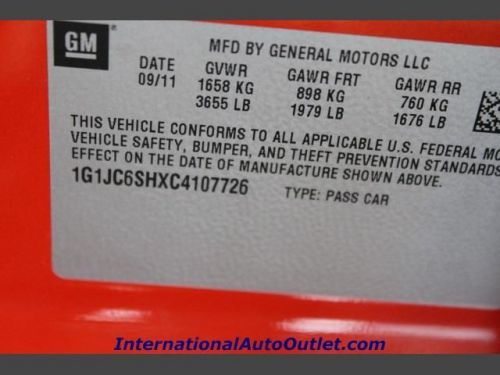 GM
MFD BY GENERAL MOTORS LLC
DATE GVWR GAWR FRT GAWR RR
09/11 1658 KG 898 KG 760 KG
3655 LB 1979 LB 1676 LB
THIS VEHICLE CONFORMS TO ALL APPLICABLE U.S. FEDERAL MO
VEHICLE SAFETY, BUMPER, AND THEFT PREVENTION STANDARDS
EFFECT ON THE DATE OF MANUFACTURE SHOWN ABOVE.
1G1JC6SHXC4107726 TYPE: PASS CAR
InternationalAutoOutlet.com